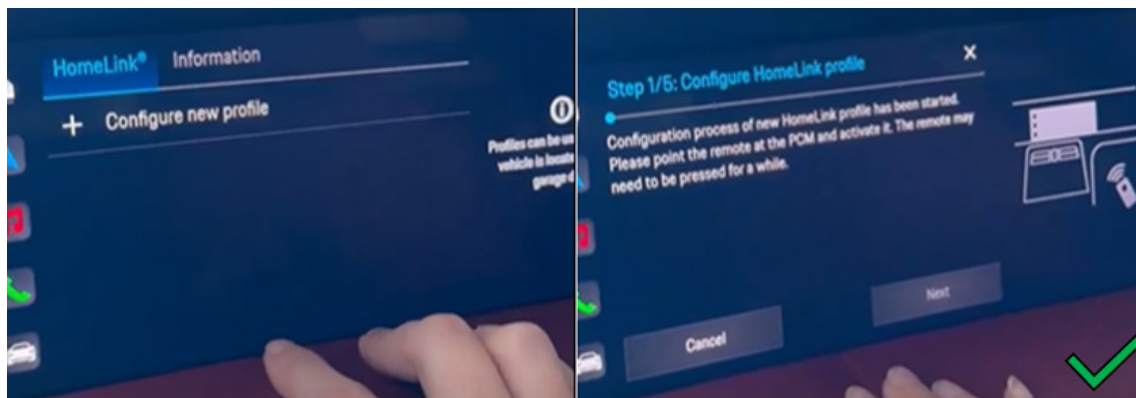 HomeLink®
Information
Configure new profile
Profiles can be
vehicle is
garage
Step 1/5: Configure HomeLink profile
Configuration process of new HomeLink profile has been started.
Please point the remote at the PCM and activate it. The remote may
need to be pressed for a while.
Next
Cancel